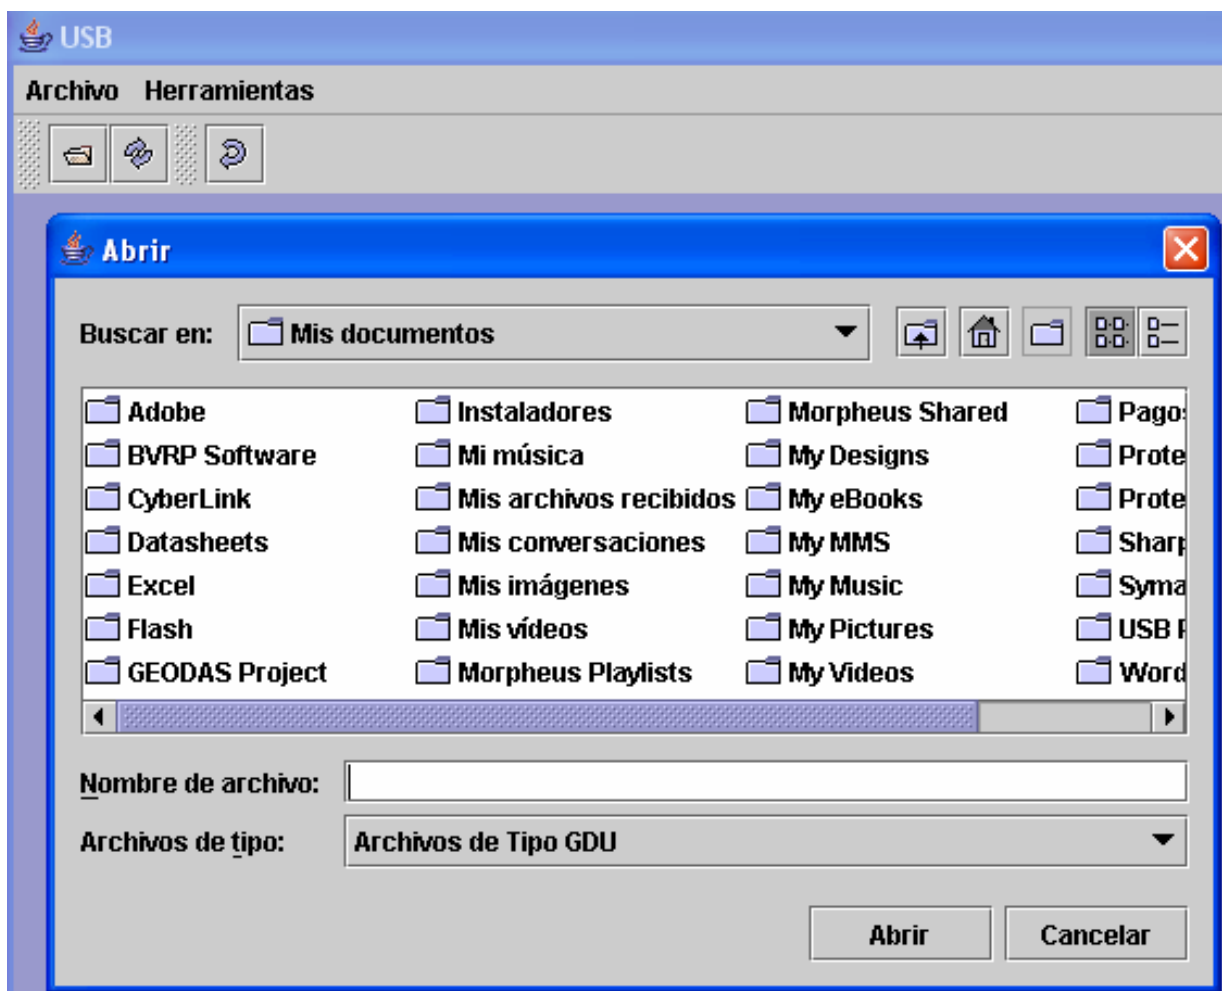 USB
Archivo Herramientas
Abrir
Buscar en: Mis documentos
Adobe Instaladores Morpheus Shared
BVRP Software Mi música My Designs
CyberLink Mis archivos recibidos My eBooks
Datasheets Mis conversaciones My MMS
Excel Mis imágenes My Music
Flash Mis vídeos My Pictures USB
GEODAS Project Morpheus Playlists My Videos Word
Nombre de archivo:
Archivos de tipo: Archivos de Tipo GDU
Abrir Cancelar